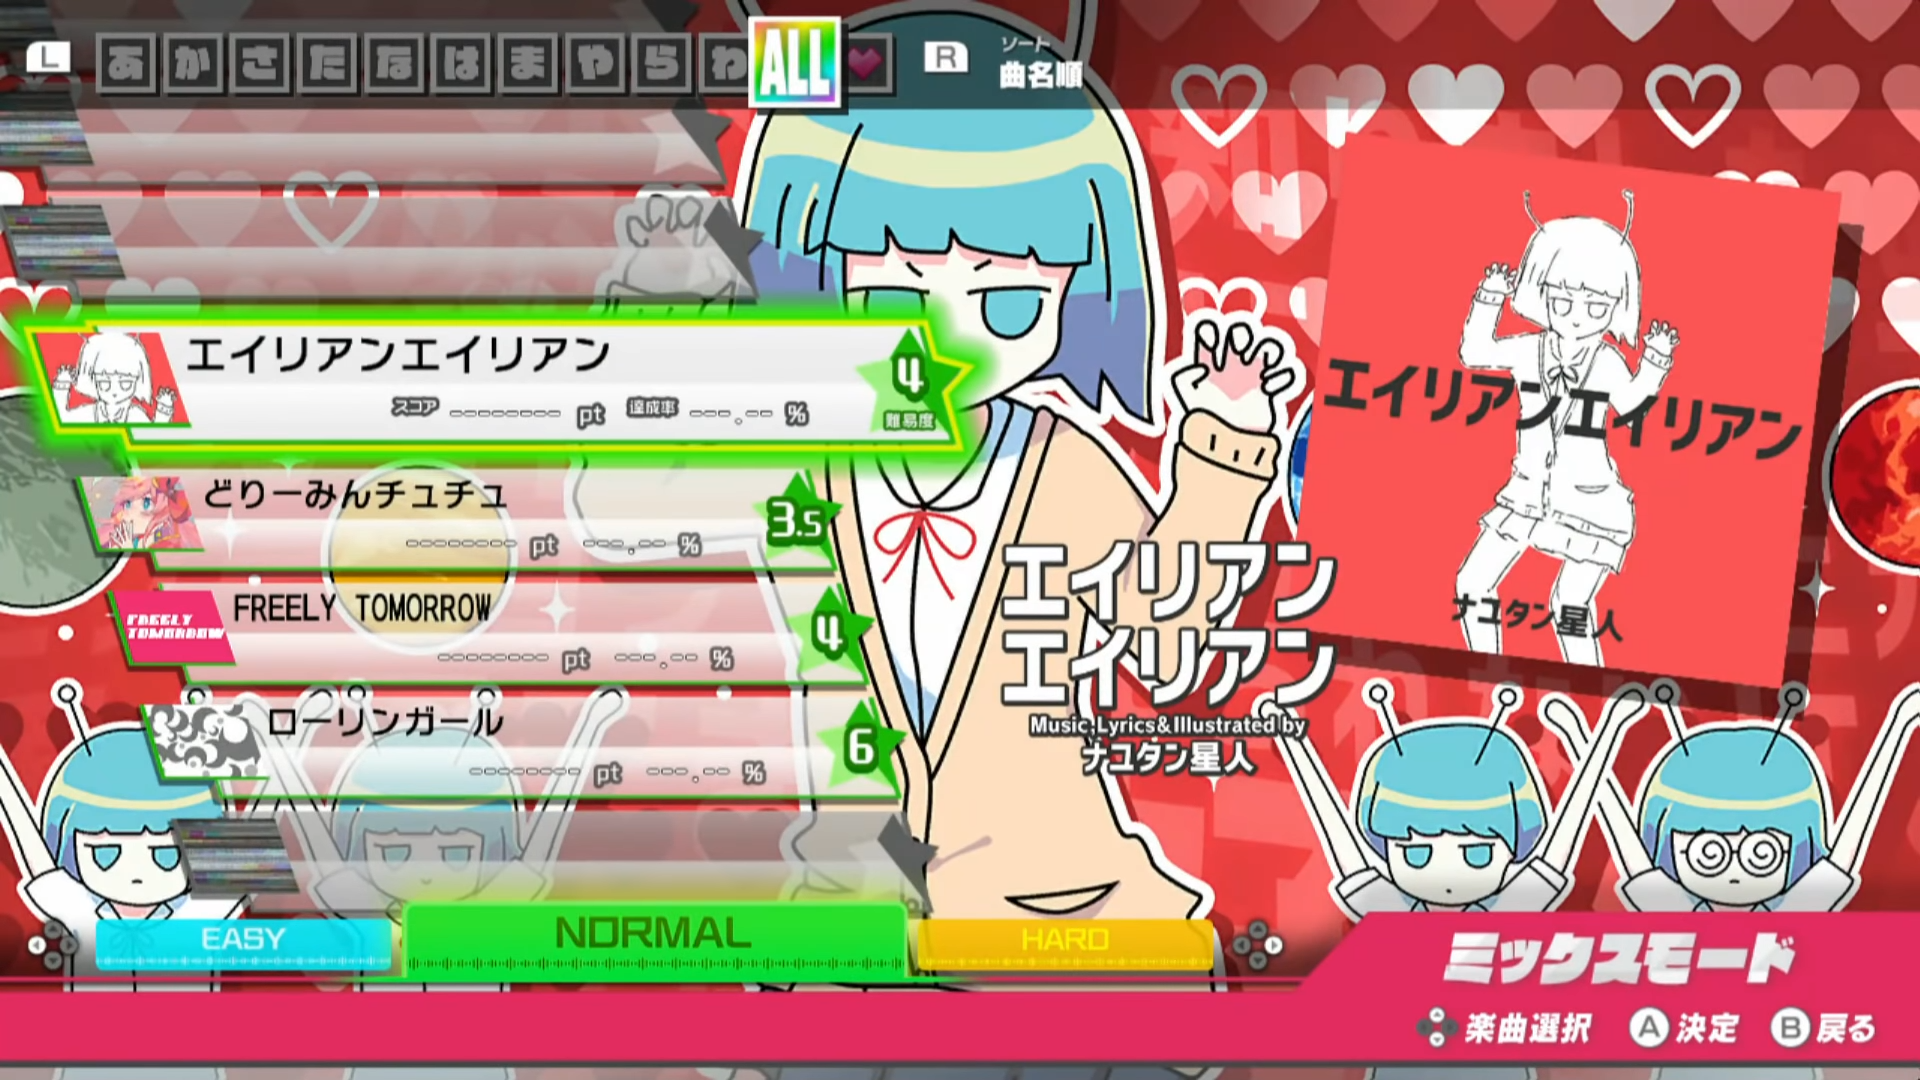 L あ か さ た な は ま や ら わ ALL R ソート
曲名順
エイリアンエイリアン
4
スコア -------- pt 達成率 ---.-- %
難易度
どりーみんチュチュ
3.5
-------- pt ---.-- %
FREELY TOMORROW
FREELY TOMORROW
4
-------- pt ---.-- %
ローリンガール
6
-------- pt ---.-- %
エイリアン
エイリアン
Music,Lyrics&Illustrated by
ナユタン星人
エイリアンエイリアン
ナユタン星人
EASY NORMAL HARD
ミックスモード
楽曲選択 A 決定 B 戻る